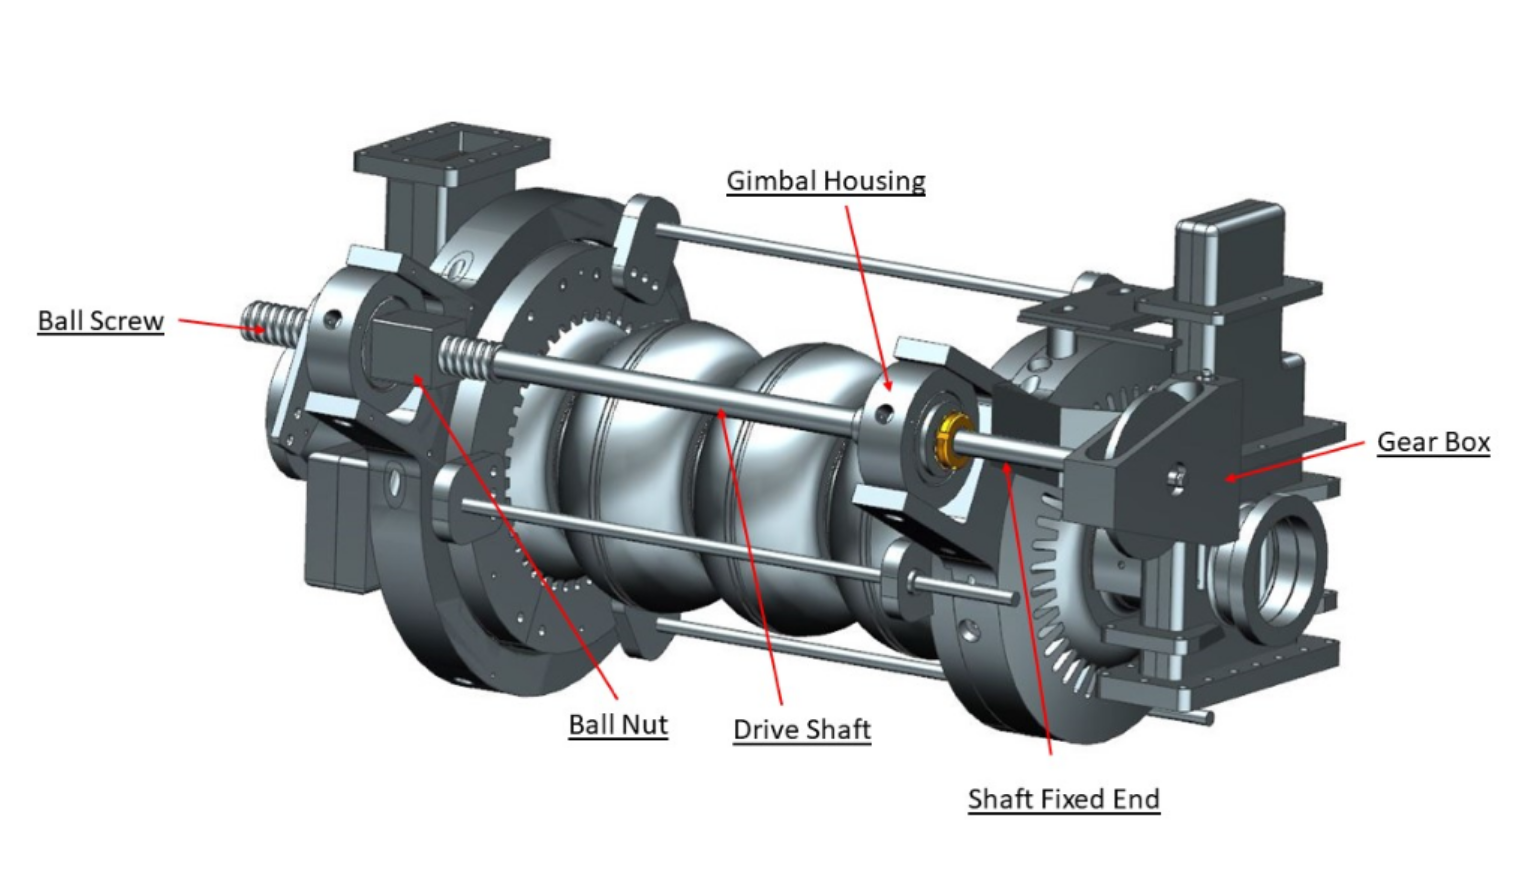 Gimbal Housing
Ball Screw
Gear Box
Ball Nut
Drive Shaft
Shaft Fixed End